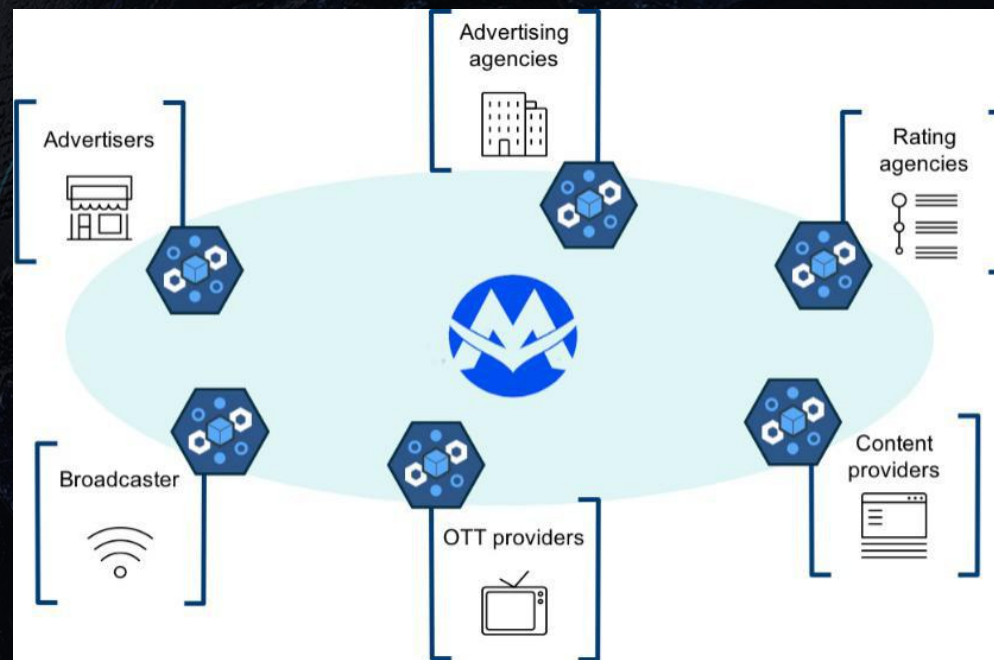 Advertising
agencies
Advertisers
Rating
agencies
Broadcaster
OTT providers
Content
providers